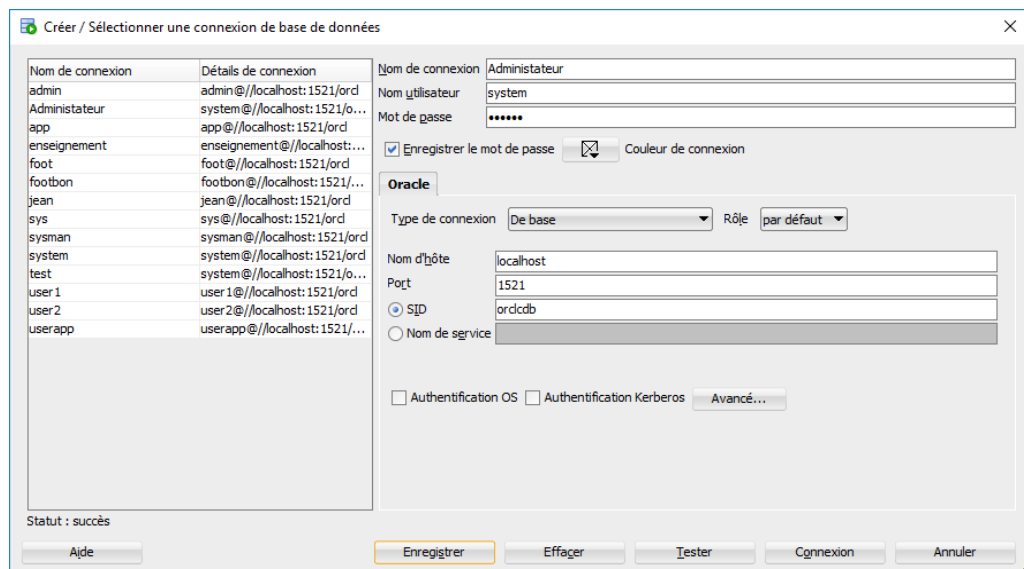 Créer / Sélectionner une connexion de base de données
Nom de connexion Détails de connexion
admin admin@//localhost:1521/orcl
Administateur system@//localhost:1521/o...
app app@//localhost:1521/orcl
enseignement enseignement@//localhost:...
foot foot@//localhost:1521/orcl
footbon footbon@//localhost:1521/...
jean jean@//localhost:1521/orcl
sys sys@//localhost:1521/orcl
sysman sysman@//localhost:1521/orcl
system system@//localhost:1521/orcl
test system@//localhost:1521/o...
user1 user1@//localhost:1521/orcl
user2 user2@//localhost:1521/orcl
userapp userapp@//localhost:1521/...
Nom de connexion Administateur
Nom utilisateur system
Mot de passe ••••••
Enregistrer le mot de passe Couleur de connexion
Oracle
Type de connexion De base Rôle par défaut
Nom d'hôte localhost
Port 1521
SID orclcdb
Nom de service
Authentification OS Authentification Kerberos Avancé...
Statut : succès
Aide Enregistrer Effacer Tester Connexion Annuler